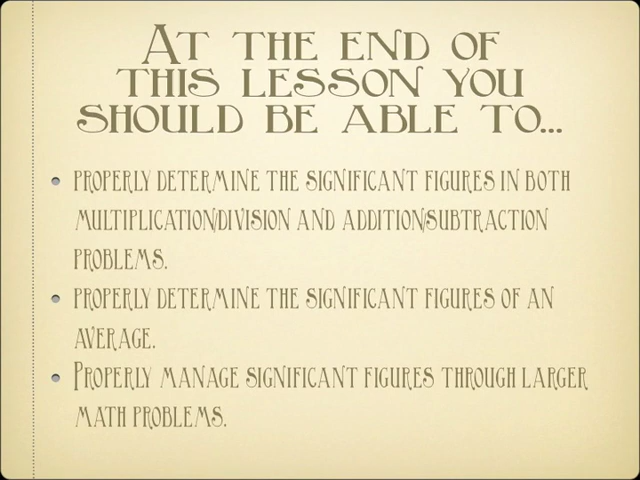 At the end of
this lesson you
should be able to...
• properly determine the significant figures in both
multiplication/division and addition/subtraction
problems.
• properly determine the significant figures of an
average.
• Properly manage significant figures through larger
math problems.